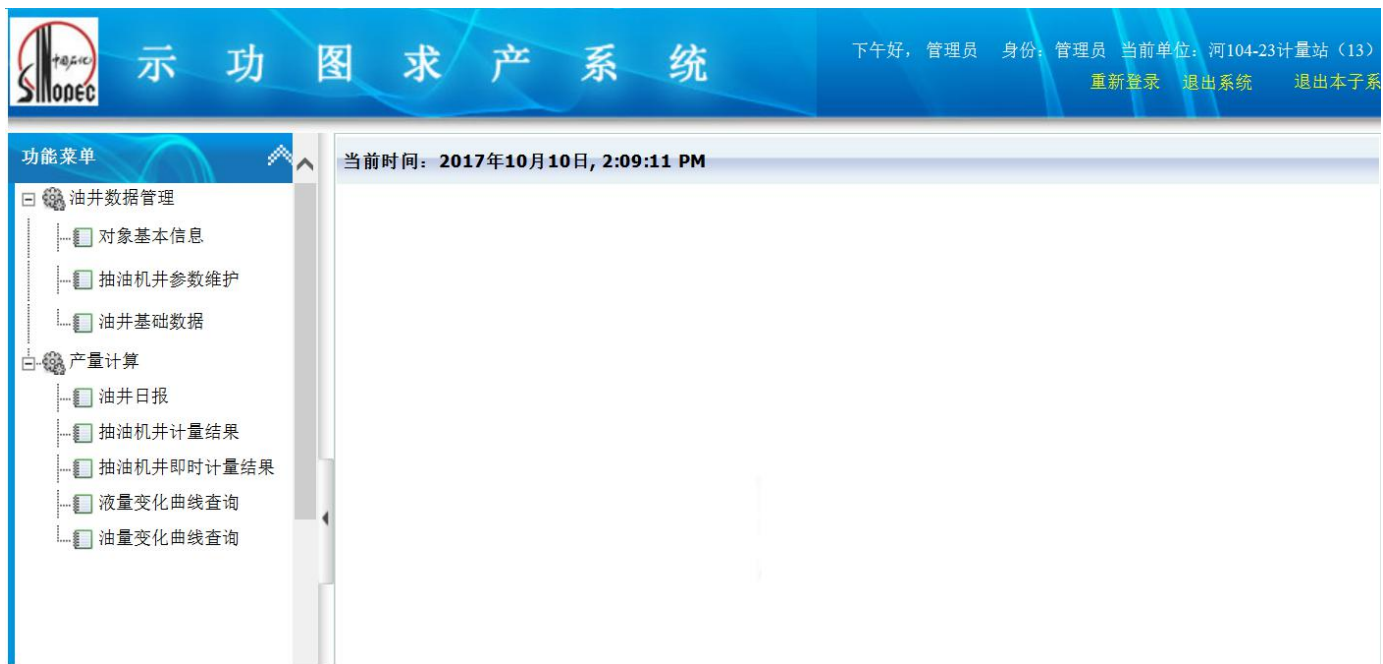 中国石化
SINOPEC
示功图求产系统
下午好，管理员 身份：管理员 当前单位：河104-23计量站（13）
重新登录 退出系统 退出本子系
功能菜单
当前时间：2017年10月10日, 2:09:11 PM
油井数据管理
对象基本信息
抽油机井参数维护
油井基础数据
产量计算
油井日报
抽油机井计量结果
抽油机井即时计量结果
液量变化曲线查询
油量变化曲线查询